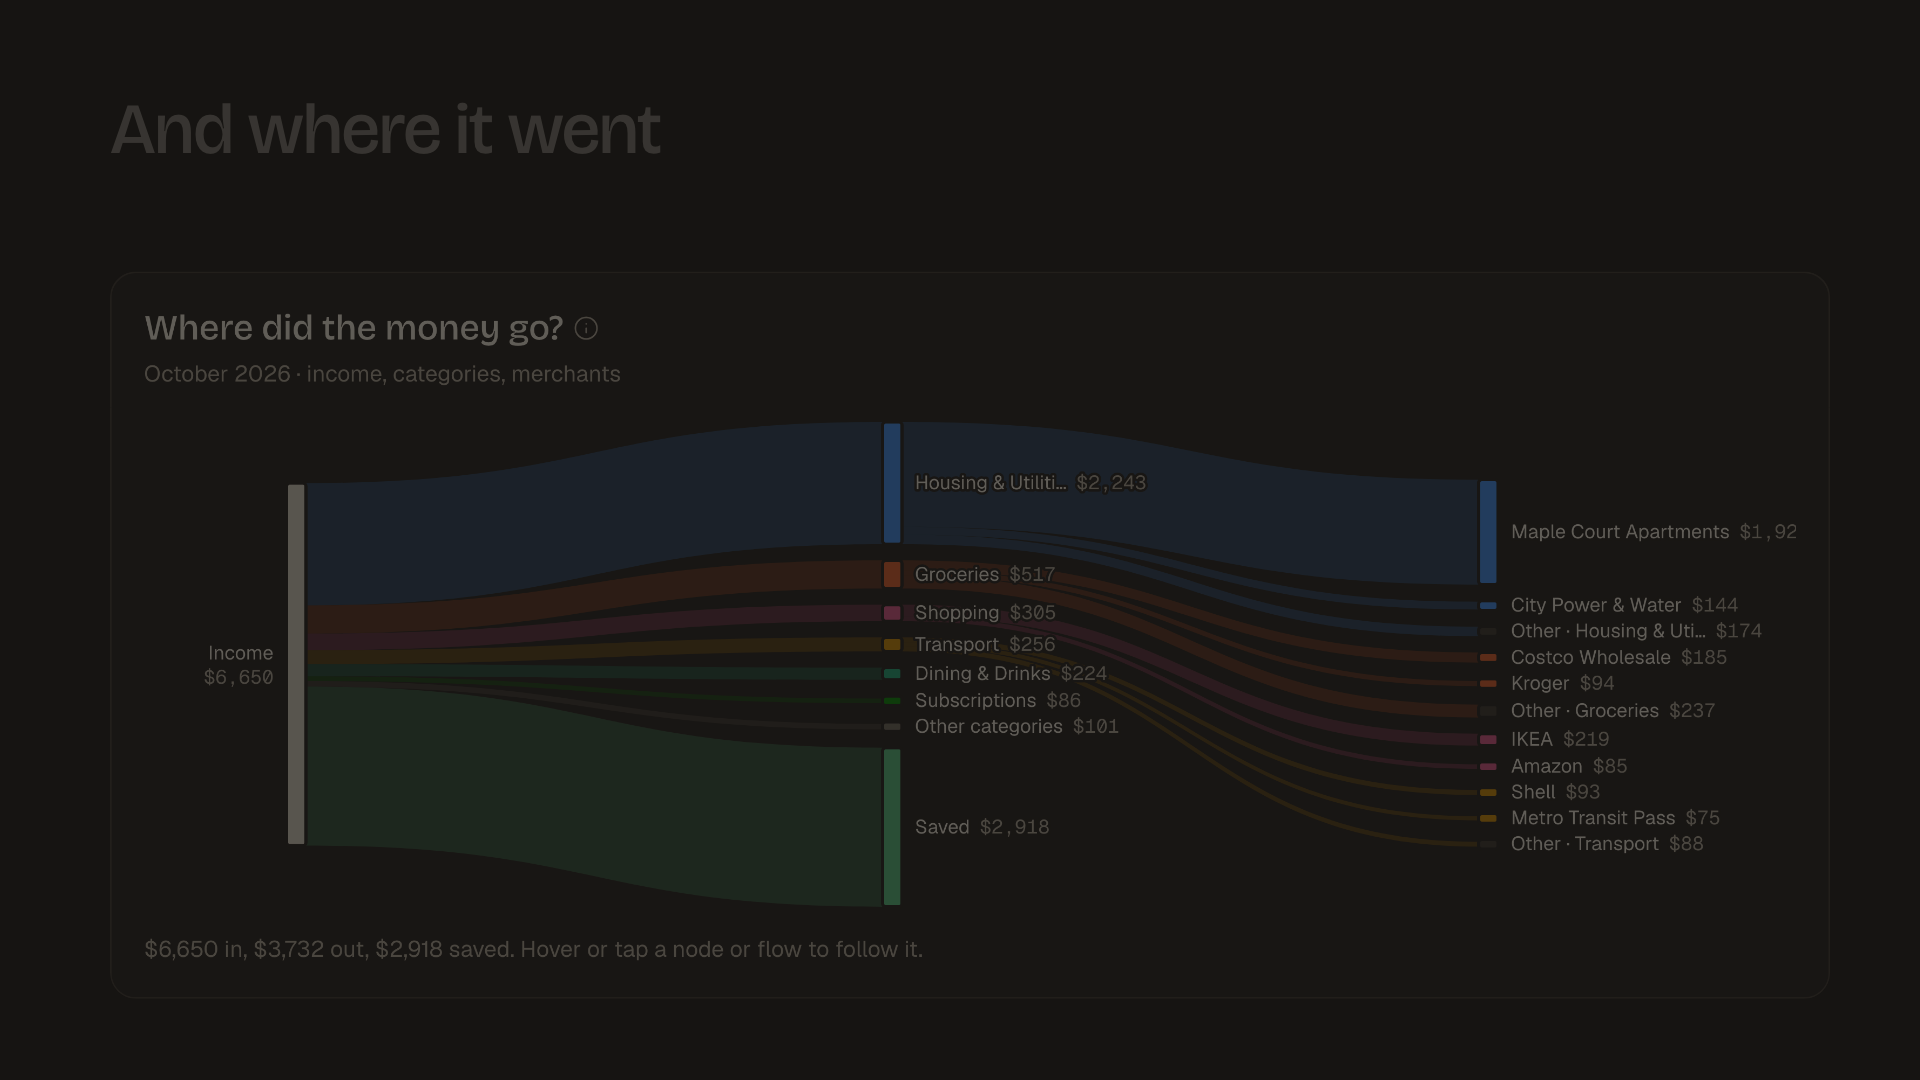 And where it went
Where did the money go?
October 2026 · income, categories, merchants
Income
$6,650
Housing & Utiliti… $2,243
Groceries $517
Shopping $305
Transport $256
Dining & Drinks $224
Subscriptions $86
Other categories $101
Saved $2,918
Maple Court Apartments $1,92
City Power & Water $144
Other · Housing & Uti… $174
Costco Wholesale $185
Kroger $94
Other · Groceries $237
IKEA $219
Amazon $85
Shell $93
Metro Transit Pass $75
Other · Transport $88
$6,650 in, $3,732 out, $2,918 saved. Hover or tap a node or flow to follow it.